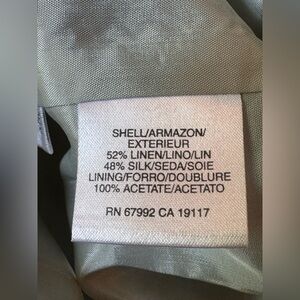 SHELL/ARMAZON/
EXTERIEUR
52% LINEN/LINO/LIN
48% SILK/SEDA/SOIE
LINING/FORRO/DOUBLURE
100% ACETATE/ACETATO
RN 67992 CA 19117